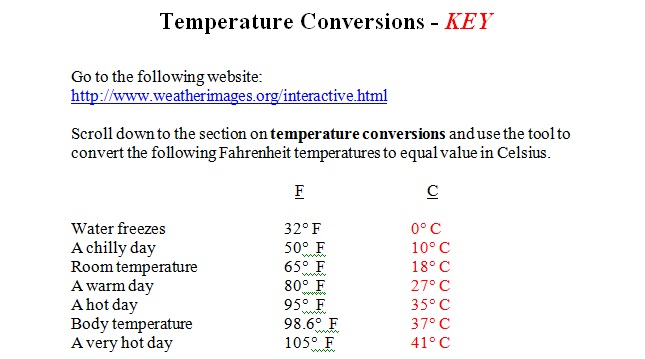 Temperature Conversions - KEY
Go to the following website:
http://www.weatherimages.org/interactive.html
Scroll down to the section on temperature conversions and use the tool to
convert the following Fahrenheit temperatures to equal value in Celsius.
F C
Water freezes 32° F 0° C
A chilly day 50° F 10° C
Room temperature 65° F 18° C
A warm day 80° F 27° C
A hot day 95° F 35° C
Body temperature 98.6° F 37° C
A very hot day 105° F 41° C